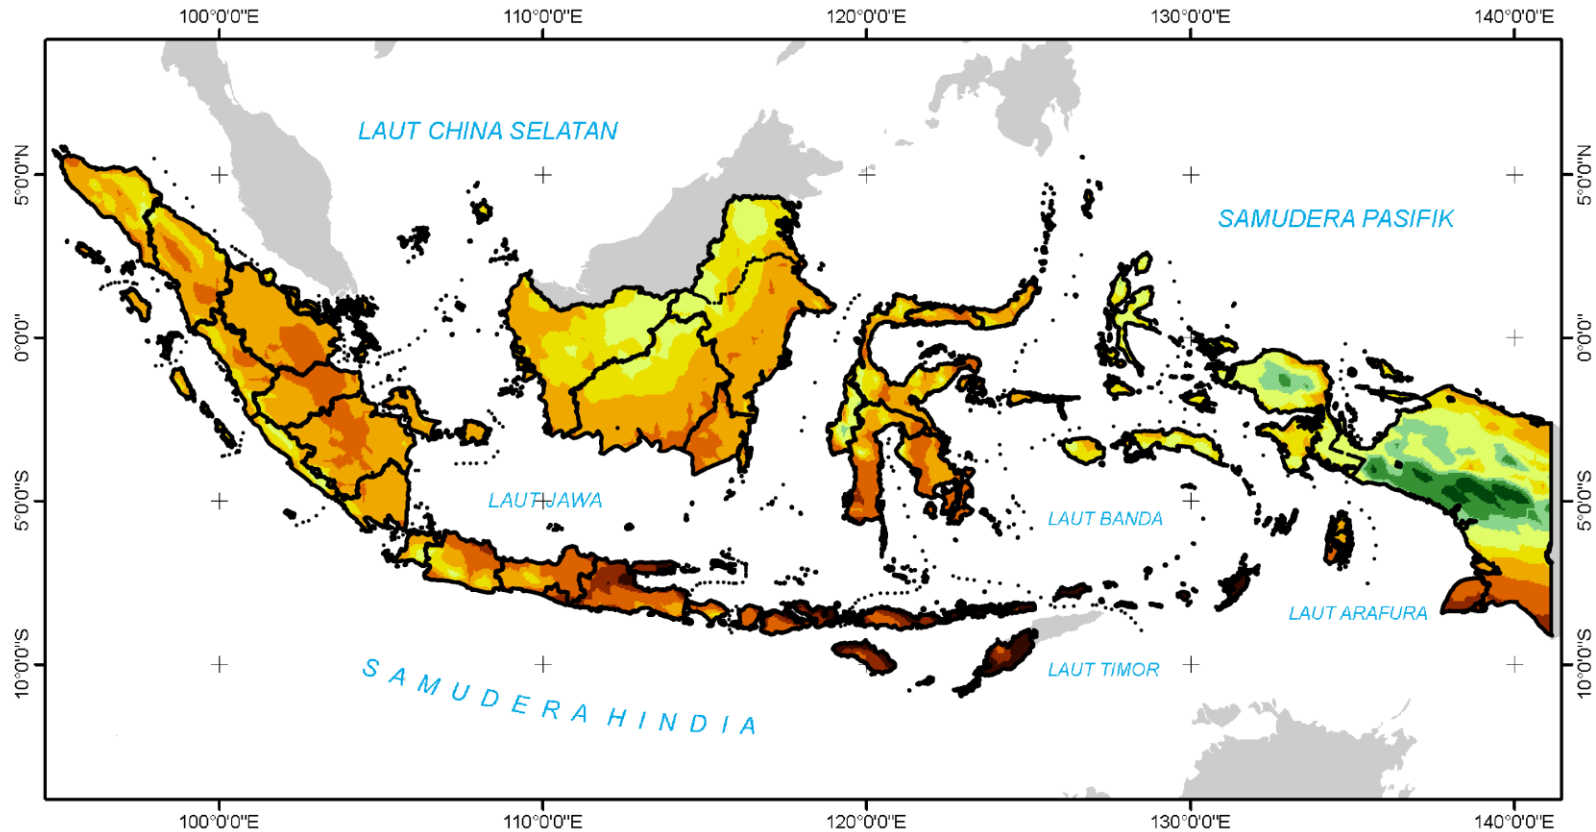 100°0'0"E 110°0'0"E 120°0'0"E 130°0'0"E 140°0'0"E
LAUT CHINA SELATAN
5°0'0"N 5°0'0"N
SAMUDERA PASIFIK
0°0'0" 0°0'0"
LAUT JAWA
5°0'0"S 5°0'0"S
LAUT BANDA
LAUT ARAFURA
10°0'0"S 10°0'0"S
LAUT TIMOR
SAMUDERA HINDIA
100°0'0"E 110°0'0"E 120°0'0"E 130°0'0"E 140°0'0"E